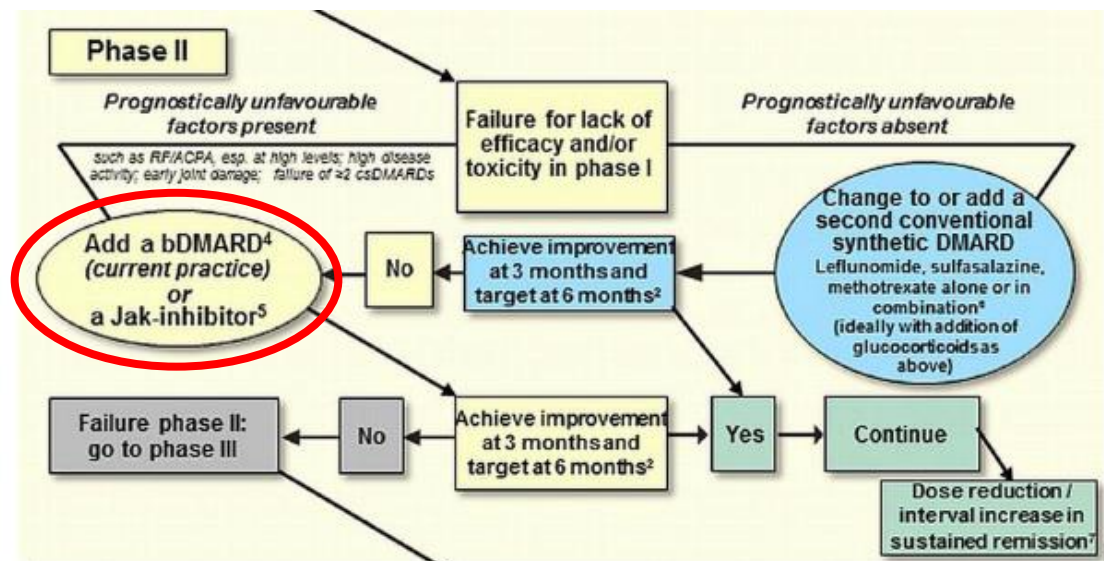 Phase II
Prognostically unfavourable
factors present
such as RF/ACPA, esp. at high levels; high disease
activity; early joint damage; failure of ≥2 csDMARDs
Failure for lack of
efficacy and/or
toxicity in phase I
Prognostically unfavourable
factors absent
Add a bDMARD⁴
(current practice)
or
a Jak-inhibitor⁵
No
Achieve improvement
at 3 months and
target at 6 months²
Change to or add a
second conventional
synthetic DMARD
Leflunomide, sulfasalazine,
methotrexate alone or in
combination⁶
(ideally with addition of
glucocorticoids as
above)
Failure phase II:
go to phase III
No
Achieve improvement
at 3 months and
target at 6 months²
Yes
Continue
Dose reduction /
interval increase in
sustained remission⁷